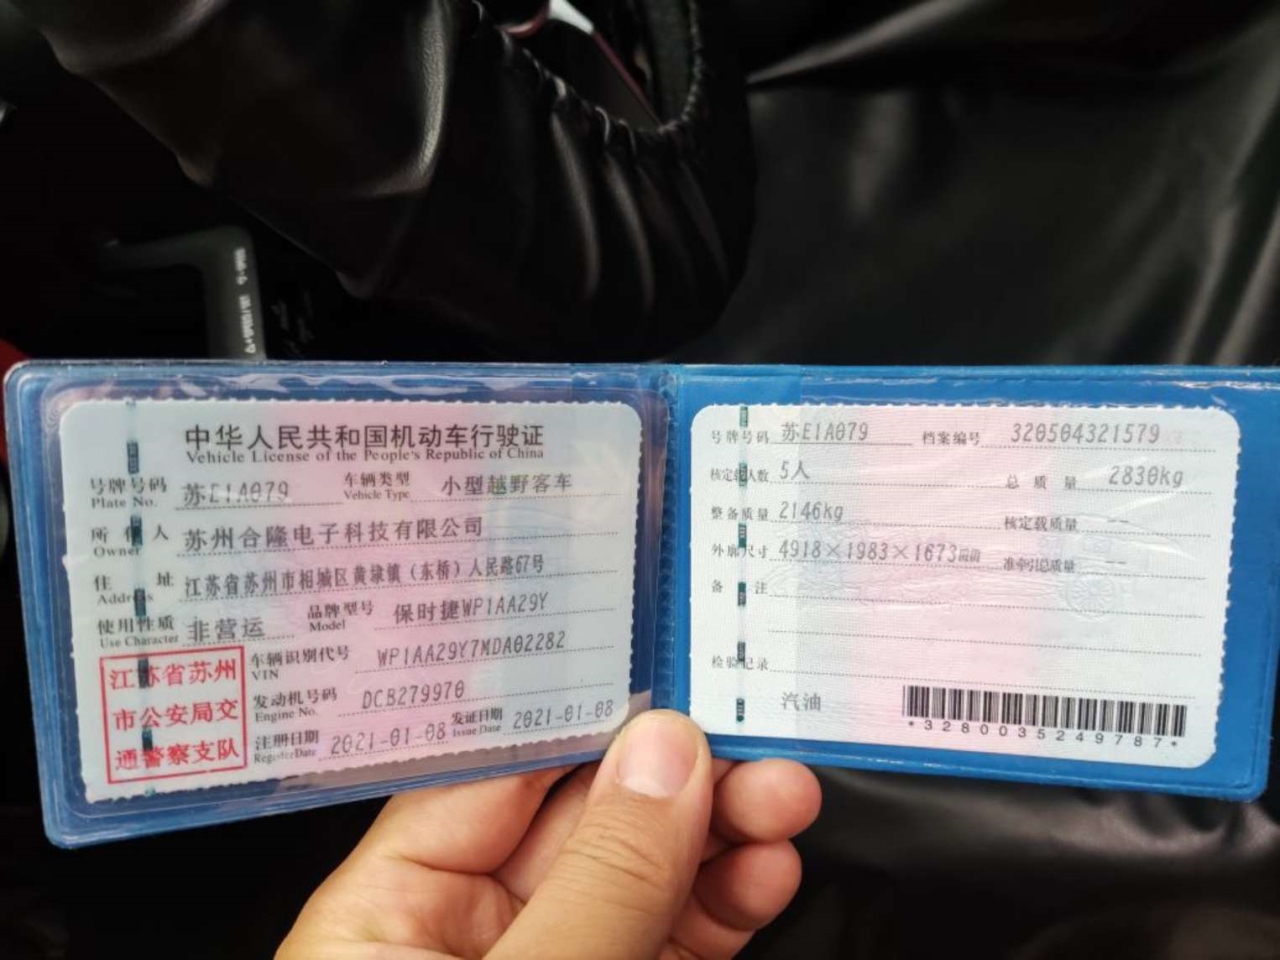 中华人民共和国机动车行驶证
Vehicle License of the People's Republic of China
号牌号码 苏E1A079 车辆类型 小型越野客车
Plate No. Vehicle Type
所有人 苏州合隆电子科技有限公司
Owner
住址 江苏省苏州市相城区黄埭镇（东桥）人民路67号
Address
使用性质 非营运 品牌型号 保时捷WP1AA29Y
Use Character Model
车辆识别代号 WP1AA29Y7MDA02282
VIN
发动机号码 DCB279970
Engine No.
注册日期 2021-01-08 发证日期 2021-01-08
Register Date Issue Date
江苏省苏州
市公安局交
通警察支队
号牌号码 苏E1A079 档案编号 320504321579
核定载人数 5人 总质量 2830kg
整备质量 2146kg 核定载质量 --
外廓尺寸 4918×1983×1673mm 准牵引总质量 --
备注
检验记录
汽油
*3280035249787*